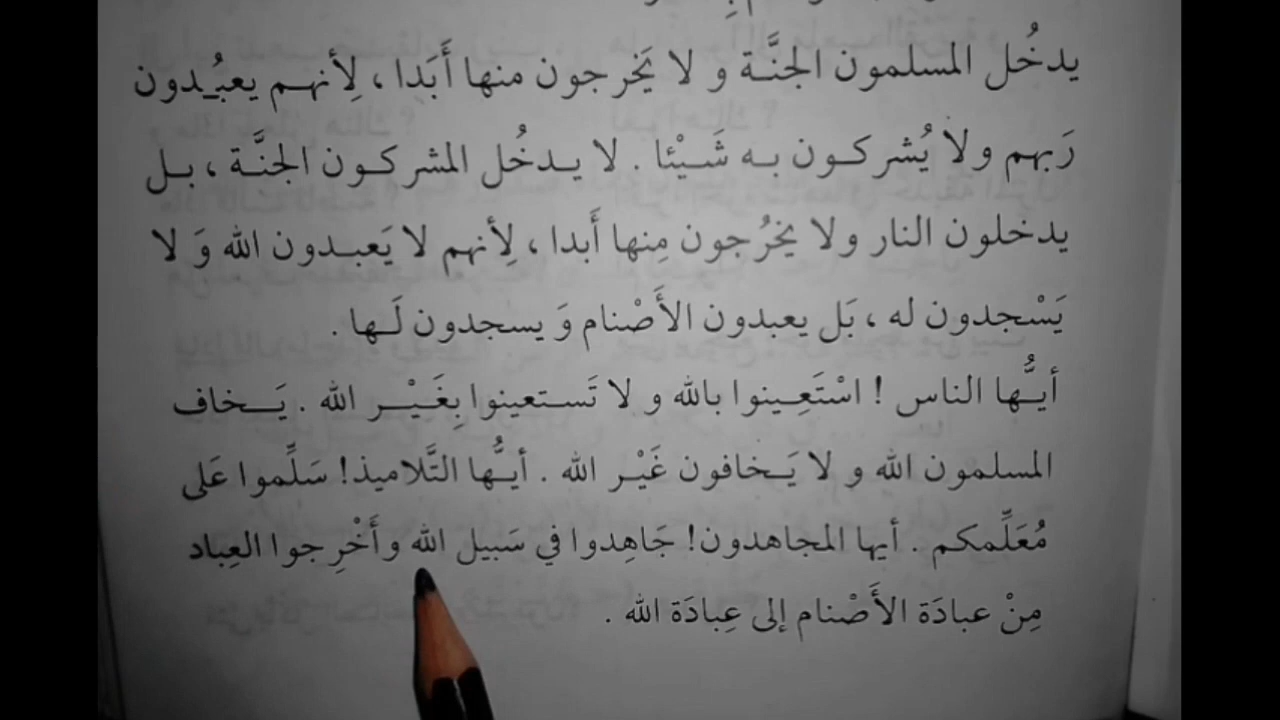 يدخُل المسلمون الجنَّة و لا يَخرجون منها أَبَدا ، لِأنهم يعبُدون
رَبهم ولا يُشركون به شَيْئا . لا يدخُل المشركون الجنَّة ، بل
يدخلون النار ولا يخرُجون مِنها أَبدا ، لِأنهم لا يَعبدون الله وَ لا
يَسْجدون له ، بَل يعبدون الأَصْنام وَ يسجدون لَها .
أيُّها الناس ! اسْتَعِينوا بالله و لا تَستعينوا بِغَيْر الله . يَخاف
المسلمون الله و لا يَخافون غَيْر الله . أيُّها التَّلاميذ! سَلِّموا عَلى
مُعَلِّمكم . أيها المجاهدون! جَاهِدوا في سَبيل الله وأَخْرِجوا العِباد
مِنْ عبادَة الأَصْنام إلى عِبادَة الله .